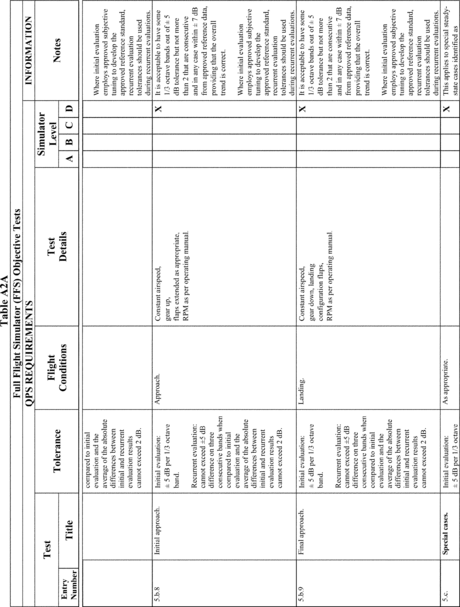 Table A2A
Full Flight Simulator (FFS) Objective Tests
QPS REQUIREMENTS
INFORMATION
Test
Tolerance
Flight
Conditions
Test
Details
Simulator
Level
Notes
Entry
Number
Title
A
B
C
D
compared to initial
evaluation and the
average of the absolute
differences between
initial and recurrent
evaluation results
cannot exceed 2 dB.
Where initial evaluation
employs approved subjective
tuning to develop the
approved reference standard,
recurrent evaluation
tolerances should be used
during recurrent evaluations.
5.b.8
Initial approach.
Initial evaluation:
± 5 dB per 1/3 octave
band.
Recurrent evaluation:
cannot exceed ±5 dB
difference on three
consecutive bands when
compared to initial
evaluation and the
average of the absolute
differences between
initial and recurrent
evaluation results
cannot exceed 2 dB.
Approach.
Constant airspeed,
gear up,
flaps extended as appropriate,
RPM as per operating manual.
X
It is acceptable to have some
1/3 octave bands out of ± 5
dB tolerance but not more
than 2 that are consecutive
and in any case within ± 7 dB
from approved reference data,
providing that the overall
trend is correct.
Where initial evaluation
employs approved subjective
tuning to develop the
approved reference standard,
recurrent evaluation
tolerances should be used
during recurrent evaluations.
5.b.9
Final approach.
Initial evaluation:
± 5 dB per 1/3 octave
band.
Recurrent evaluation:
cannot exceed ±5 dB
difference on three
consecutive bands when
compared to initial
evaluation and the
average of the absolute
differences between
initial and recurrent
evaluation results
cannot exceed 2 dB.
Landing.
Constant airspeed,
gear down, landing
configuration flaps,
RPM as per operating manual.
X
It is acceptable to have some
1/3 octave bands out of ± 5
dB tolerance but not more
than 2 that are consecutive
and in any case within ± 7 dB
from approved reference data,
providing that the overall
trend is correct.
Where initial evaluation
employs approved subjective
tuning to develop the
approved reference standard,
recurrent evaluation
tolerances should be used
during recurrent evaluations.
5.c.
Special cases.
Initial evaluation:
± 5 dB per 1/3 octave
As appropriate.
X
This applies to special steady-
state cases identified as